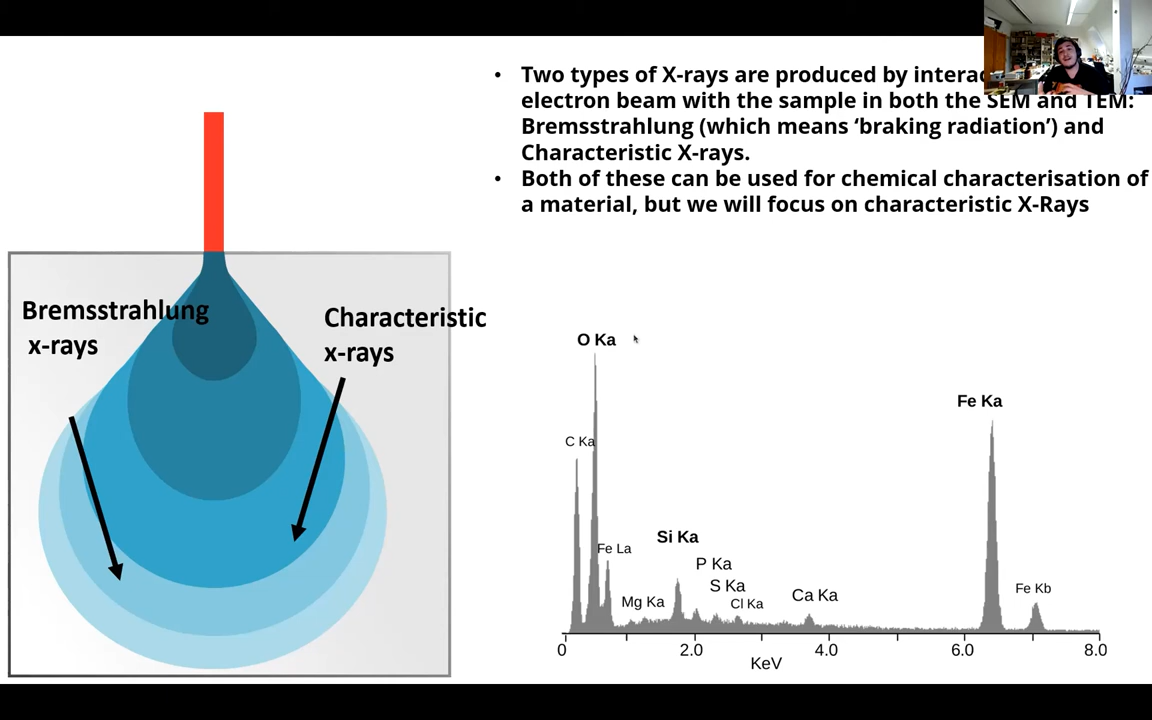 • Two types of X-rays are produced by
electron beam with the sample in both the SEM and TEM:
Bremsstrahlung (which means ‘braking radiation’) and
Characteristic X-rays.
• Both of these can be used for chemical characterisation of
a material, but we will focus on characteristic X-Rays
Bremsstrahlung
x-rays
Characteristic
x-rays
O Ka
C Ka
Fe La
Mg Ka
Si Ka
P Ka
S Ka
Cl Ka
Ca Ka
Fe Ka
Fe Kb
0 2.0 4.0 6.0 8.0
KeV